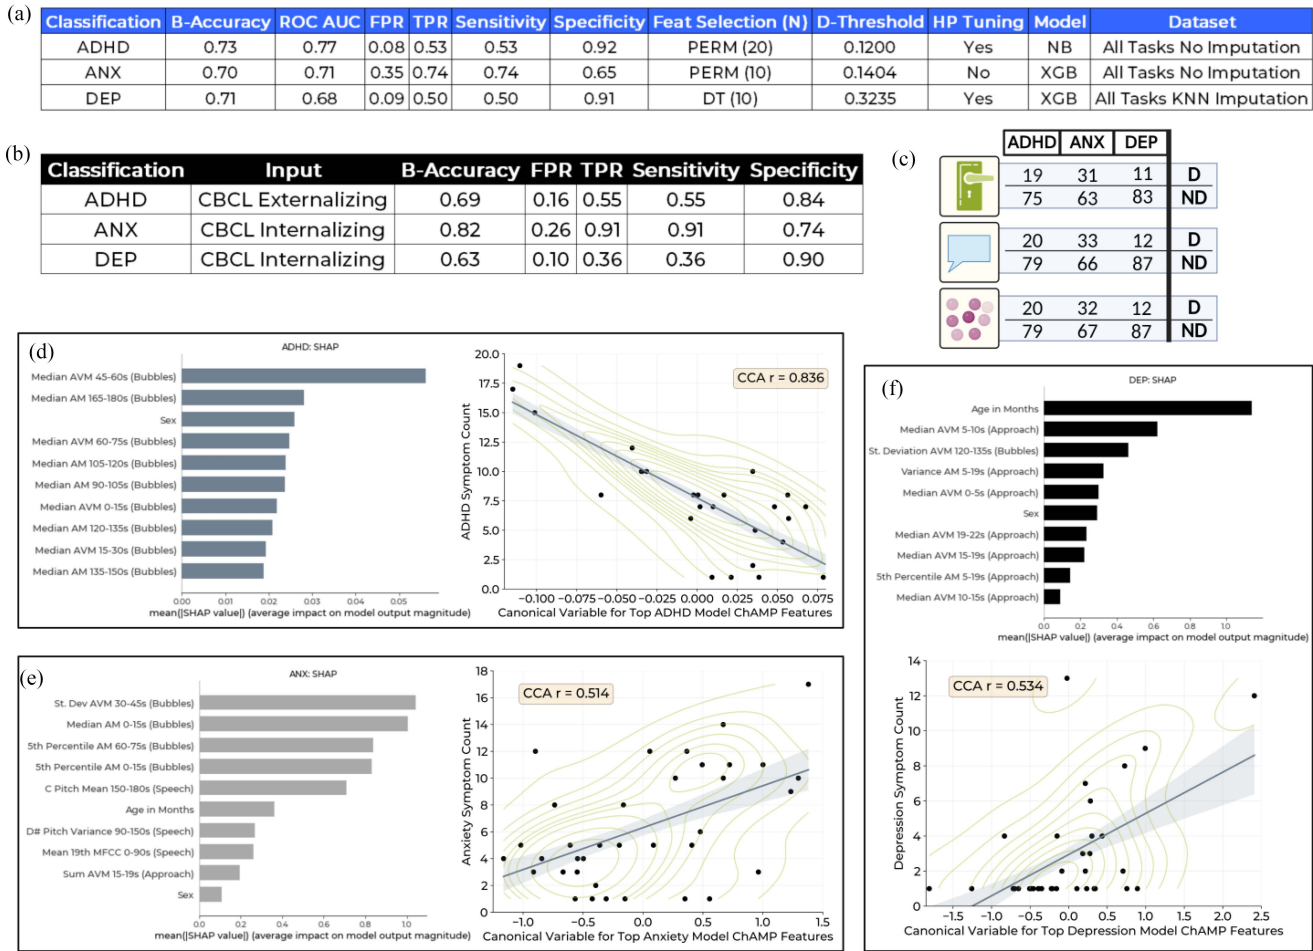 (a)
Classification B-Accuracy ROC AUC FPR TPR Sensitivity Specificity Feat Selection (N) D-Threshold HP Tuning Model Dataset
ADHD 0.73 0.77 0.08 0.53 0.53 0.92 PERM (20) 0.1200 Yes NB All Tasks No Imputation
ANX 0.70 0.71 0.35 0.74 0.74 0.65 PERM (10) 0.1404 No XGB All Tasks No Imputation
DEP 0.71 0.68 0.09 0.50 0.50 0.91 DT (10) 0.3235 Yes XGB All Tasks KNN Imputation
(b)
Classification Input B-Accuracy FPR TPR Sensitivity Specificity
ADHD CBCL Externalizing 0.69 0.16 0.55 0.55 0.84
ANX CBCL Internalizing 0.82 0.26 0.91 0.91 0.74
DEP CBCL Internalizing 0.63 0.10 0.36 0.36 0.90
(c)
ADHD ANX DEP
19 31 11 D
75 63 83 ND
20 33 12 D
79 66 87 ND
20 32 12 D
79 67 87 ND
(d)
ADHD: SHAP
Median AVM 45-60s (Bubbles)
Median AM 165-180s (Bubbles)
Sex
Median AVM 60-75s (Bubbles)
Median AM 105-120s (Bubbles)
Median AM 90-105s (Bubbles)
Median AVM 0-15s (Bubbles)
Median AM 120-135s (Bubbles)
Median AVM 15-30s (Bubbles)
Median AM 135-150s (Bubbles)
0.00 0.01 0.02 0.03 0.04 0.05
mean(|SHAP value|) (average impact on model output magnitude)
CCA r = 0.836
ADHD Symptom Count
20.0
17.5
15.0
12.5
10.0
7.5
5.0
2.5
0.0
−0.100 −0.075 −0.050 −0.025 0.000 0.025 0.050 0.075
Canonical Variable for Top ADHD Model ChAMP Features
(e)
ANX: SHAP
St. Dev AVM 30-45s (Bubbles)
Median AM 0-15s (Bubbles)
5th Percentile AM 60-75s (Bubbles)
5th Percentile AM 0-15s (Bubbles)
C Pitch Mean 150-180s (Speech)
Age in Months
D# Pitch Variance 90-150s (Speech)
Mean 19th MFCC 0-90s (Speech)
Sum AVM 15-19s (Approach)
Sex
0.0 0.2 0.4 0.6 0.8 1.0
mean(|SHAP value|) (average impact on model output magnitude)
CCA r = 0.514
Anxiety Symptom Count
18
16
14
12
10
8
6
4
2
0
−1.0 −0.5 0.0 0.5 1.0 1.5
Canonical Variable for Top Anxiety Model ChAMP Features
(f)
DEP: SHAP
Age in Months
Median AVM 5-10s (Approach)
St. Deviation AVM 120-135s (Bubbles)
Variance AM 5-19s (Approach)
Median AVM 0-5s (Approach)
Sex
Median AVM 19-22s (Approach)
Median AVM 15-19s (Approach)
5th Percentile AM 5-19s (Approach)
Median AVM 10-15s (Approach)
0.0 0.2 0.4 0.6 0.8 1.0
mean(|SHAP value|) (average impact on model output magnitude)
CCA r = 0.534
Depression Symptom Count
14
12
10
8
6
4
2
0
−1.5 −1.0 −0.5 0.0 0.5 1.0 1.5 2.0 2.5
Canonical Variable for Top Depression Model ChAMP Features